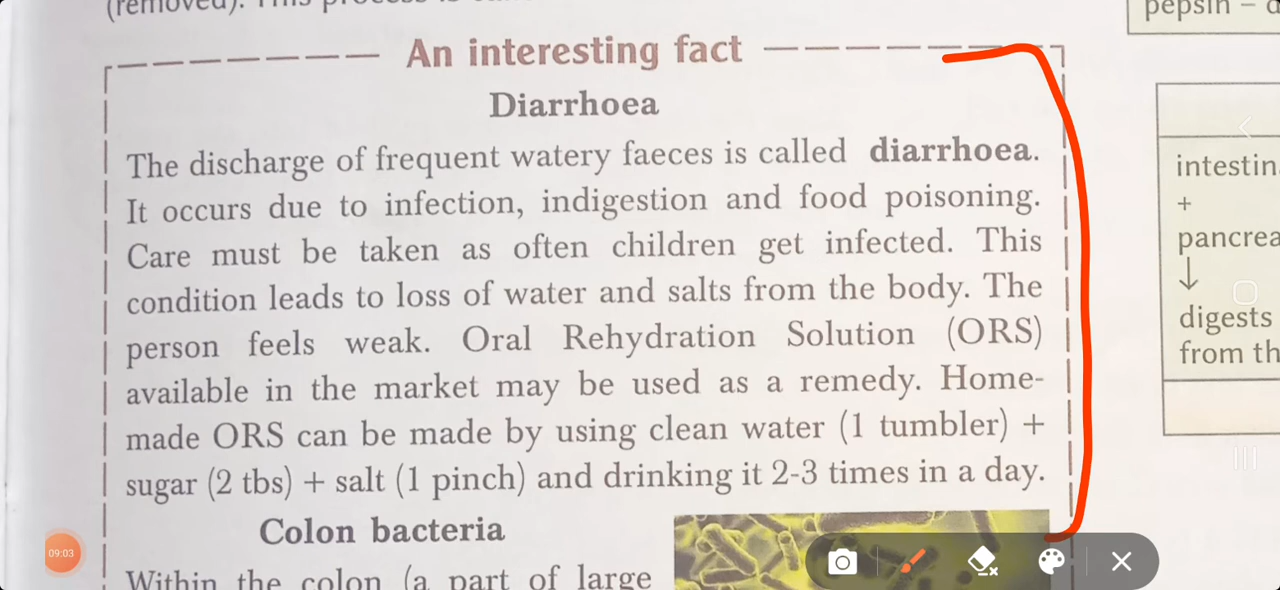 pepsin –
An interesting fact
Diarrhoea
The discharge of frequent watery faeces is called diarrhoea.
It occurs due to infection, indigestion and food poisoning.
Care must be taken as often children get infected. This
condition leads to loss of water and salts from the body. The
person feels weak. Oral Rehydration Solution (ORS)
available in the market may be used as a remedy. Home-
made ORS can be made by using clean water (1 tumbler) +
sugar (2 tbs) + salt (1 pinch) and drinking it 2-3 times in a day.
Colon bacteria
Within the colon (a part of large
intestin
+
pancrea
↓
digests
from th
09:03